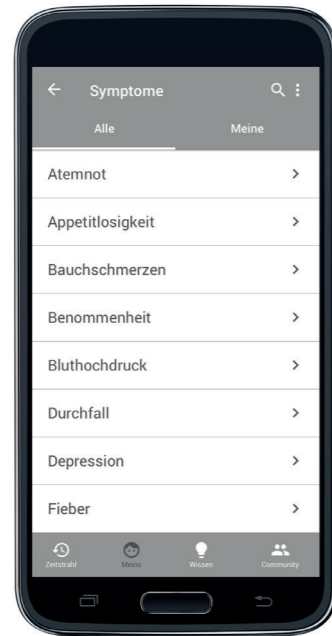 Symptome
Alle Meine
Atemnot
Appetitlosigkeit
Bauchschmerzen
Benommenheit
Bluthochdruck
Durchfall
Depression
Fieber
Zeitstrahl Meine Wissen Community